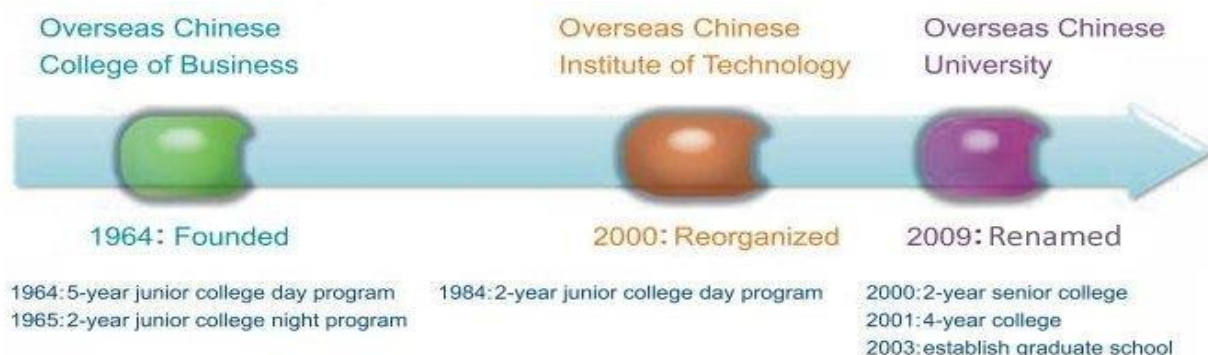 Overseas Chinese
College of Business
Overseas Chinese
Institute of Technology
Overseas Chinese
University
1964: Founded
2000: Reorganized
2009: Renamed
1964:5-year junior college day program
1965:2-year junior college night program
1984:2-year junior college day program
2000:2-year senior college
2001:4-year college
2003:establish graduate school